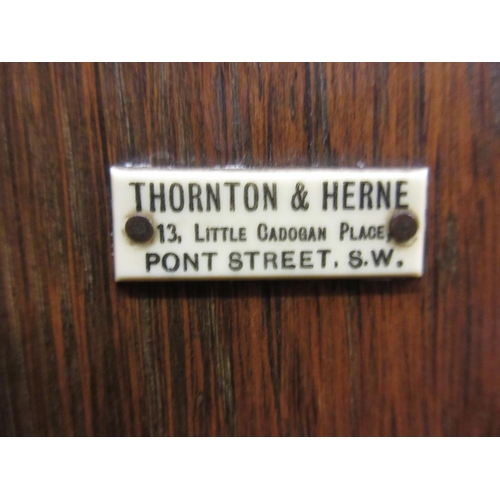 THORNTON & HERNE
13, LITTLE CADOGAN PLACE,
PONT STREET. S.W.